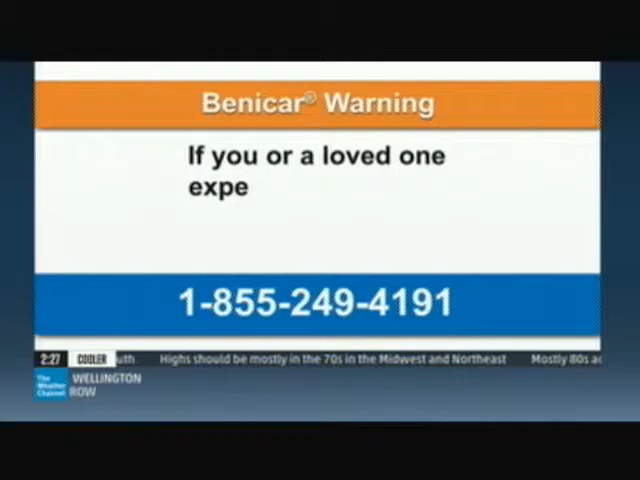 Benicar® Warning
If you or a loved one
expe
1-855-249-4191
2:27 COOLER uth Highs should be mostly in the 70s in the Midwest and Northeast Mostly 80s a
The Weather Channel
WELLINGTON
ROW